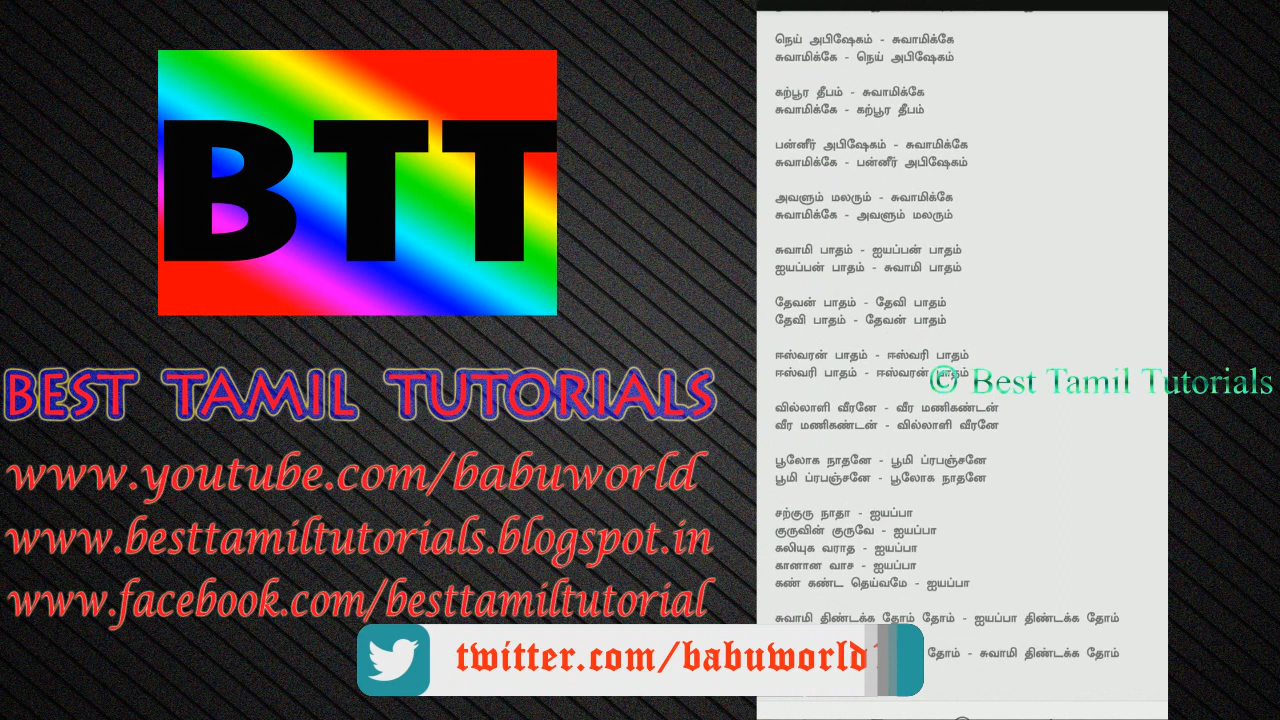 BTT
BEST TAMIL TUTORIALS
www.youtube.com/babuworld
www.besttamiltutorials.blogspot.in
www.facebook.com/besttamiltutorial
twitter.com/babuworld
நெய் அபிஷேகம் - சுவாமிக்கே
சுவாமிக்கே - நெய் அபிஷேகம்
கற்பூர தீபம் - சுவாமிக்கே
சுவாமிக்கே - கற்பூர தீபம்
பன்னீர் அபிஷேகம் - சுவாமிக்கே
சுவாமிக்கே - பன்னீர் அபிஷேகம்
அவளும் மலரும் - சுவாமிக்கே
சுவாமிக்கே - அவளும் மலரும்
சுவாமி பாதம் - ஐயப்பன் பாதம்
ஐயப்பன் பாதம் - சுவாமி பாதம்
தேவன் பாதம் - தேவி பாதம்
தேவி பாதம் - தேவன் பாதம்
ஈஸ்வரன் பாதம் - ஈஸ்வரி பாதம்
ஈஸ்வரி பாதம் - ஈஸ்வரன் பாதம்
© Best Tamil Tutorials
வில்லாளி வீரனே - வீர மணிகண்டன்
வீர மணிகண்டன் - வில்லாளி வீரனே
பூலோக நாதனே - பூமி ப்ரபஞ்சனே
பூமி ப்ரபஞ்சனே - பூலோக நாதனே
சற்குரு நாதா - ஐயப்பா
குருவின் குருவே - ஐயப்பா
கலியுக வராத - ஐயப்பா
கானான வாச - ஐயப்பா
கண் கண்ட தெய்வமே - ஐயப்பா
சுவாமி திண்டக்க தோம் தோம் - ஐயப்பா திண்டக்க தோம்
தோம் - சுவாமி திண்டக்க தோம்